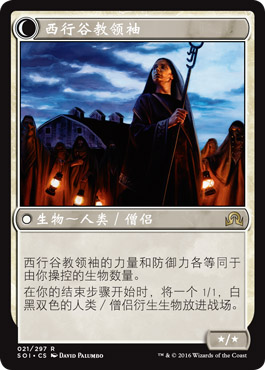 西行谷教领袖
生物～人类／僧侣
西行谷教领袖的力量和防御力各等同于
由你操控的生物数量。
在你的结束步骤开始时，将一个1/1，白
黑双色的人类／僧侣衍生生物放进战场。
*/*
021/297 R
SOI • CS DAVID PALUMBO
™ & © 2016 Wizards of the Coast